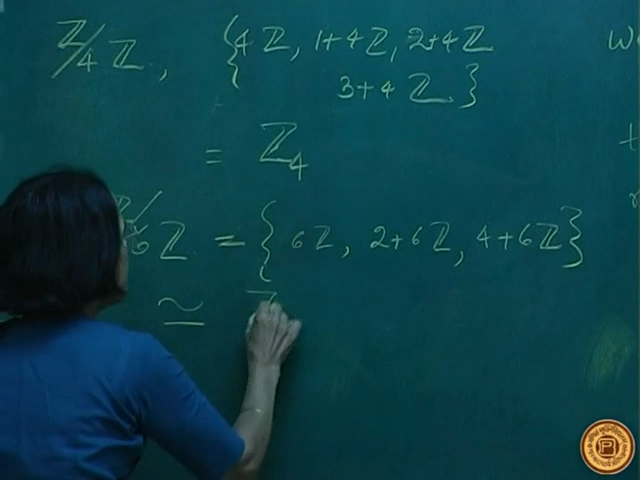 ℤ/4ℤ, {4ℤ, 1+4ℤ, 2+4ℤ
3+4ℤ}
= ℤ₄
/6ℤ = {6ℤ, 2+6ℤ, 4+6ℤ}
≃